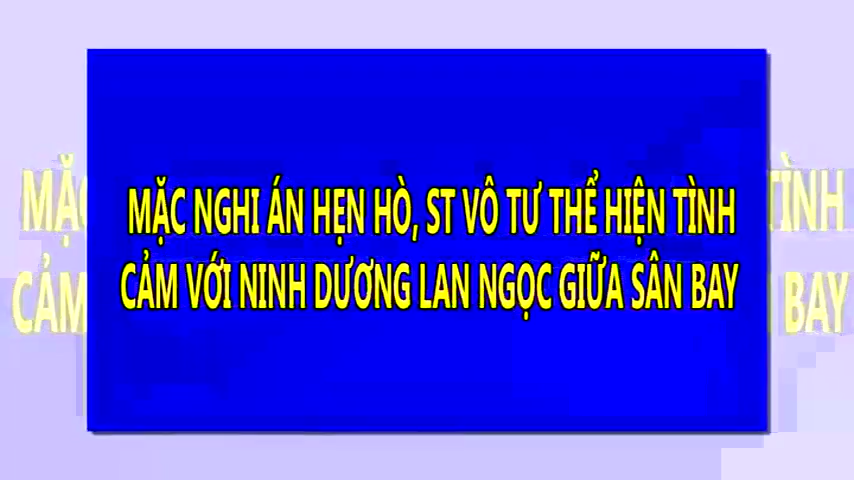 MẶC NGHI ÁN HẸN HÒ, ST VÔ TƯ THỂ HIỆN TÌNH
CẢM VỚI NINH DƯƠNG LAN NGỌC GIỮA SÂN BAY